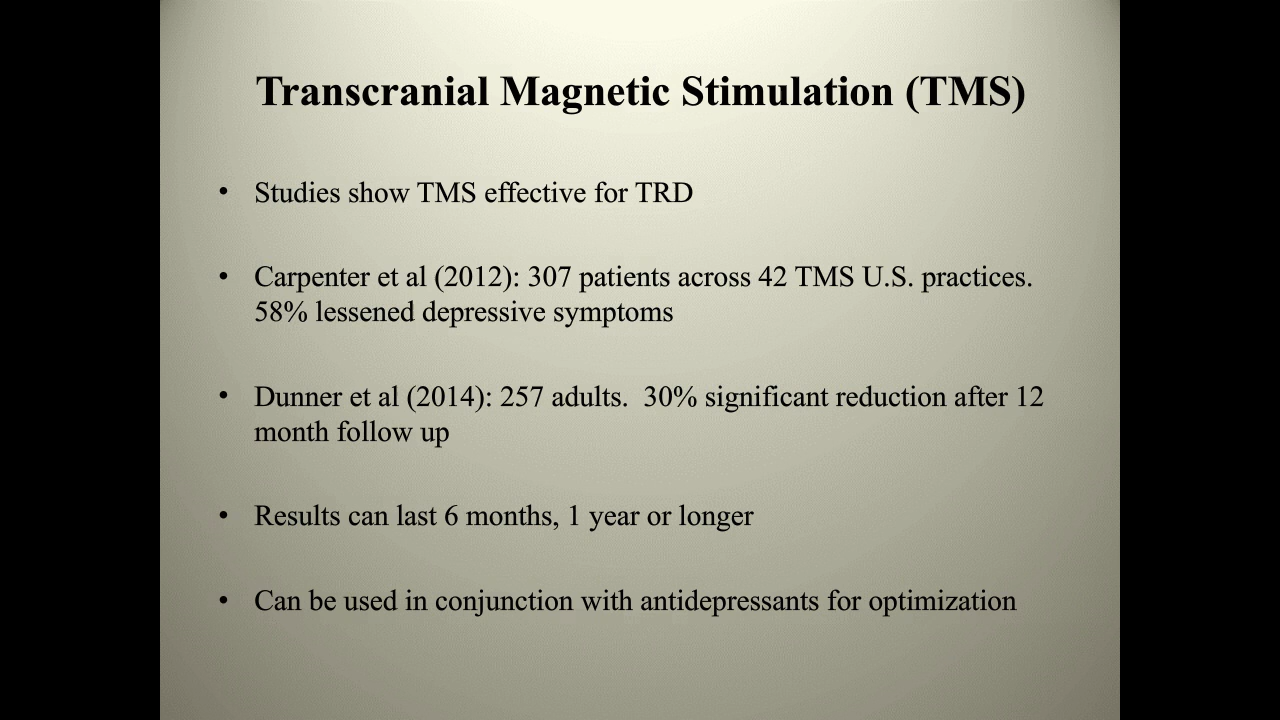 Transcranial Magnetic Stimulation (TMS)
• Studies show TMS effective for TRD
• Carpenter et al (2012): 307 patients across 42 TMS U.S. practices.
58% lessened depressive symptoms
• Dunner et al (2014): 257 adults.  30% significant reduction after 12
month follow up
• Results can last 6 months, 1 year or longer
• Can be used in conjunction with antidepressants for optimization